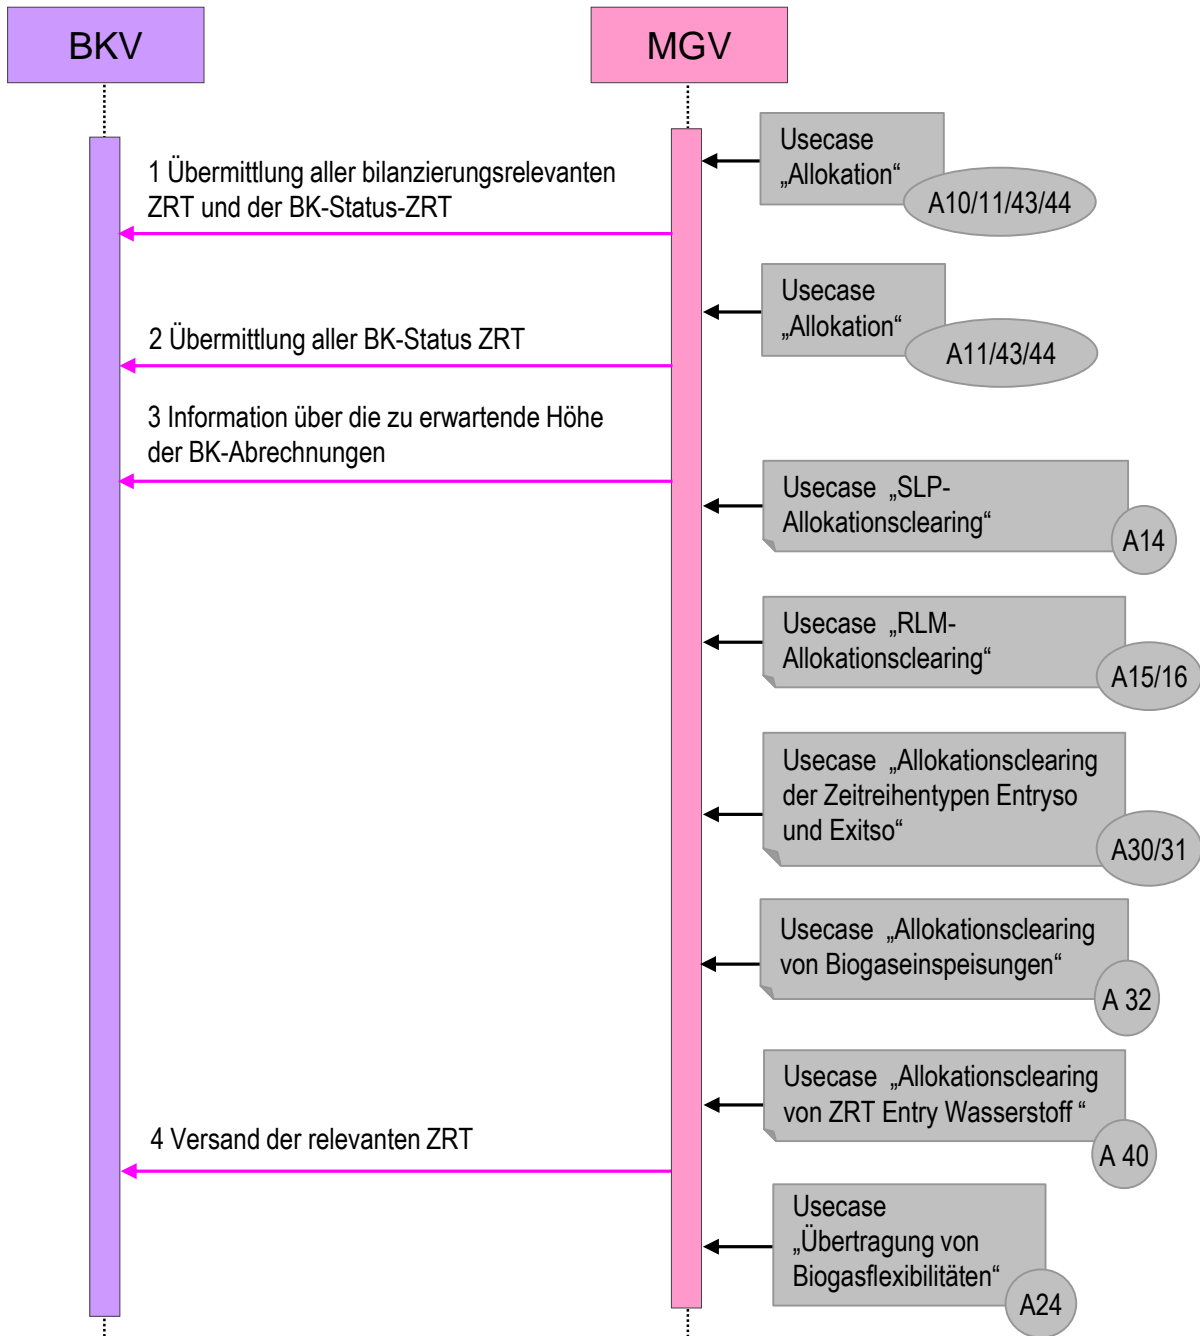 BKV
MGV
Usecase
„Allokation“
A10/11/43/44
1 Übermittlung aller bilanzierungsrelevanten
ZRT und der BK-Status-ZRT
Usecase
„Allokation“
A11/43/44
2 Übermittlung aller BK-Status ZRT
3 Information über die zu erwartende Höhe
der BK-Abrechnungen
Usecase „SLP-
Allokationsclearing“
A14
Usecase „RLM-
Allokationsclearing“
A15/16
Usecase „Allokationsclearing
der Zeitreihentypen Entryso
und Exitso“
A30/31
Usecase „Allokationsclearing
von Biogaseinspeisungen“
A 32
Usecase „Allokationsclearing
von ZRT Entry Wasserstoff “
A 40
4 Versand der relevanten ZRT
Usecase
„Übertragung von
Biogasflexibilitäten“
A24